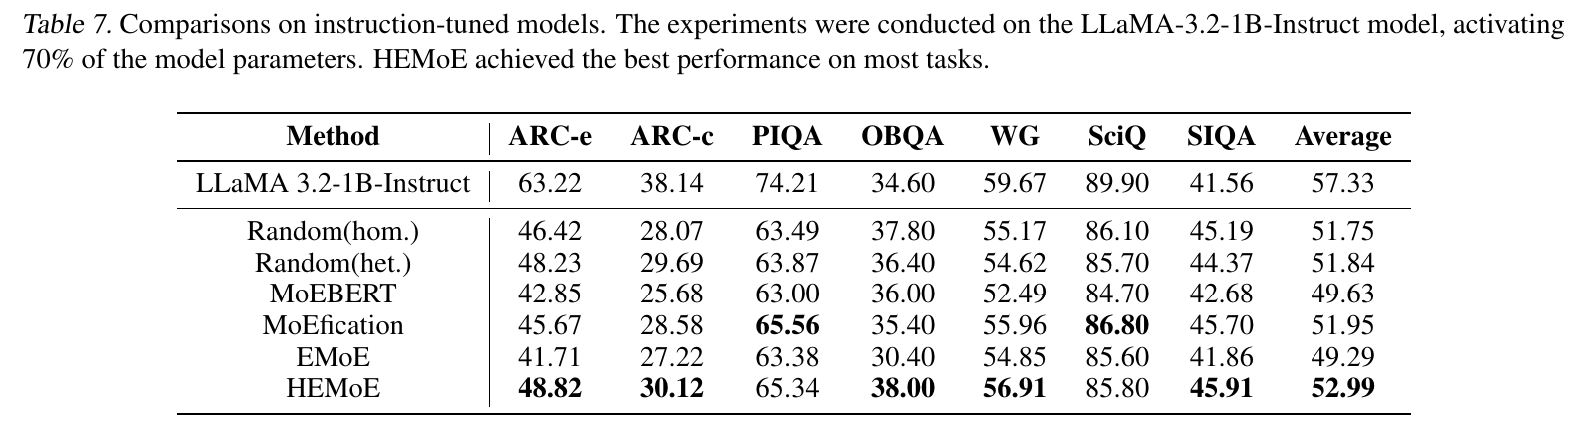 Table 7. Comparisons on instruction-tuned models. The experiments were conducted on the LLaMA-3.2-1B-Instruct model, activating
70% of the model parameters. HEMoE achieved the best performance on most tasks.
Method ARC-e ARC-c PIQA OBQA WG SciQ SIQA Average
LLaMA 3.2-1B-Instruct 63.22 38.14 74.21 34.60 59.67 89.90 41.56 57.33
Random(hom.) 46.42 28.07 63.49 37.80 55.17 86.10 45.19 51.75
Random(het.) 48.23 29.69 63.87 36.40 54.62 85.70 44.37 51.84
MoEBERT 42.85 25.68 63.00 36.00 52.49 84.70 42.68 49.63
MoEfication 45.67 28.58 65.56 35.40 55.96 86.80 45.70 51.95
EMoE 41.71 27.22 63.38 30.40 54.85 85.60 41.86 49.29
HEMoE 48.82 30.12 65.34 38.00 56.91 85.80 45.91 52.99